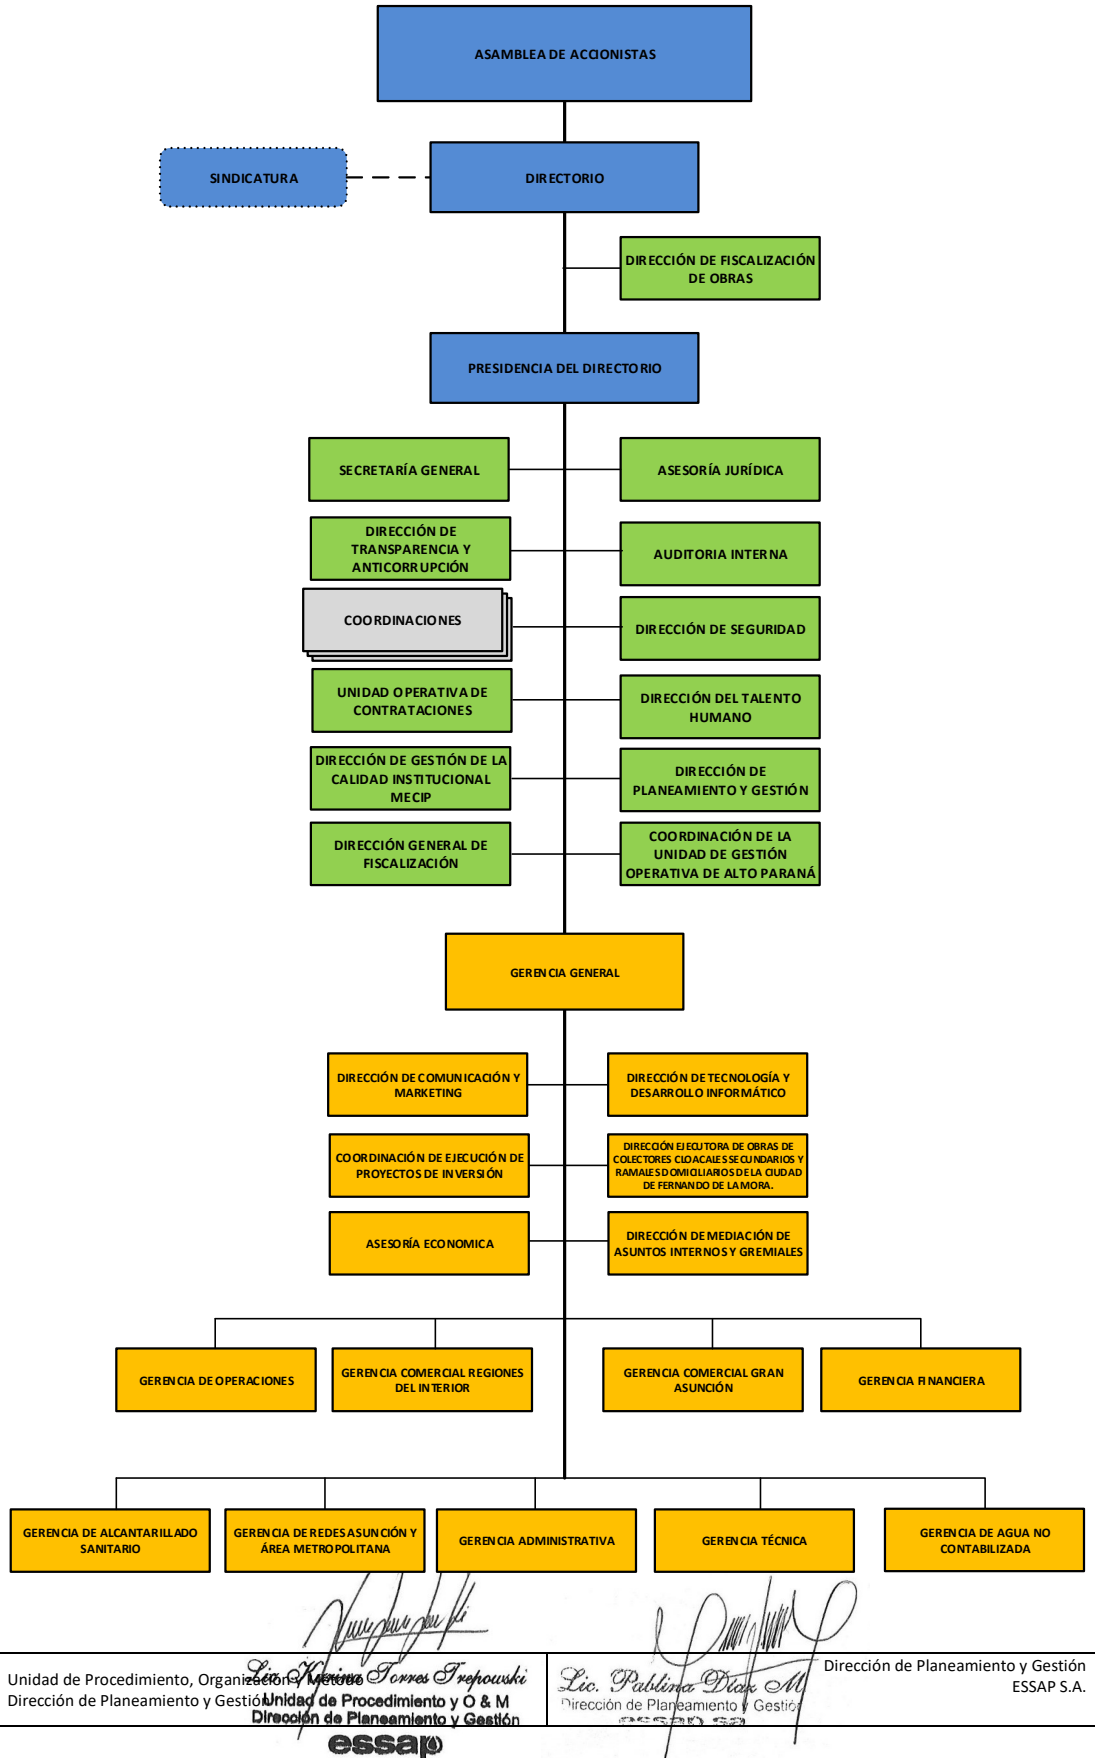 ASAMBLEA DE ACCIONISTAS
SINDICATURA
DIRECTORIO
DIRECCIÓN DE FISCALIZACIÓN
DE OBRAS
PRESIDENCIA DEL DIRECTORIO
SECRETARÍA GENERAL
ASESORÍA JURÍDICA
DIRECCIÓN DE
TRANSPARENCIA Y
ANTICORRUPCIÓN
AUDITORIA INTERNA
COORDINACIONES
DIRECCIÓN DE SEGURIDAD
UNIDAD OPERATIVA DE
CONTRATACIONES
DIRECCIÓN DEL TALENTO
HUMANO
DIRECCIÓN DE GESTIÓN DE LA
CALIDAD INSTITUCIONAL
MECIP
DIRECCIÓN DE
PLANEAMIENTO Y GESTIÓN
DIRECCIÓN GENERAL DE
FISCALIZACIÓN
COORDINACIÓN DE LA
UNIDAD DE GESTIÓN
OPERATIVA DE ALTO PARANÁ
GERENCIA GENERAL
DIRECCIÓN DE COMUNICACIÓN Y
MARKETING
DIRECCIÓN DE TECNOLOGÍA Y
DESARROLLO INFORMÁTICO
COORDINACIÓN DE EJECUCIÓN DE
PROYECTOS DE INVERSIÓN
DIRECCIÓN EJECUTORA DE OBRAS DE
COLECTORES CLOACALES SECUNDARIOS Y
RAMALES DOMICILIARIOS DE LA CIUDAD
DE FERNANDO DE LA MORA.
ASESORÍA ECONOMICA
DIRECCIÓN DE MEDIACIÓN DE
ASUNTOS INTERNOS Y GREMIALES
GERENCIA DE OPERACIONES
GERENCIA COMERCIAL REGIONES
DEL INTERIOR
GERENCIA COMERCIAL GRAN
ASUNCIÓN
GERENCIA FINANCIERA
GERENCIA DE ALCANTARILLADO
SANITARIO
GERENCIA DE REDES ASUNCIÓN Y
ÁREA METROPOLITANA
GERENCIA ADMINISTRATIVA
GERENCIA TÉCNICA
GERENCIA DE AGUA NO
CONTABILIZADA
Unidad de Procedimiento, Organización y Método
Dirección de Planeamiento y Gestión
Lic. Karina Torres Trepowski
Unidad de Procedimiento y O & M
Dirección de Planeamiento y Gestión
essap
Lic. Pablina Díaz M
Dirección de Planeamiento y Gestión
essap sa
Dirección de Planeamiento y Gestión
ESSAP S.A.